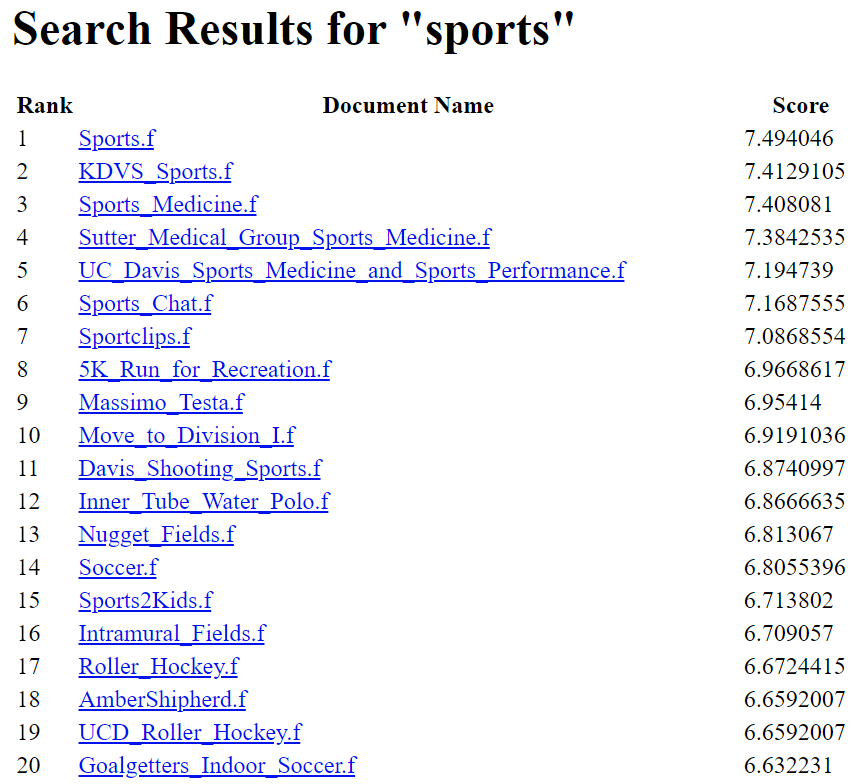 Search Results for "sports"
Rank Document Name Score
1 Sports.f 7.494046
2 KDVS_Sports.f 7.4129105
3 Sports_Medicine.f 7.408081
4 Sutter_Medical_Group_Sports_Medicine.f 7.3842535
5 UC_Davis_Sports_Medicine_and_Sports_Performance.f 7.194739
6 Sports_Chat.f 7.1687555
7 Sportclips.f 7.0868554
8 5K_Run_for_Recreation.f 6.9668617
9 Massimo_Testa.f 6.95414
10 Move_to_Division_I.f 6.9191036
11 Davis_Shooting_Sports.f 6.8740997
12 Inner_Tube_Water_Polo.f 6.8666635
13 Nugget_Fields.f 6.813067
14 Soccer.f 6.8055396
15 Sports2Kids.f 6.713802
16 Intramural_Fields.f 6.709057
17 Roller_Hockey.f 6.6724415
18 AmberShipherd.f 6.6592007
19 UCD_Roller_Hockey.f 6.6592007
20 Goalgetters_Indoor_Soccer.f 6.632231